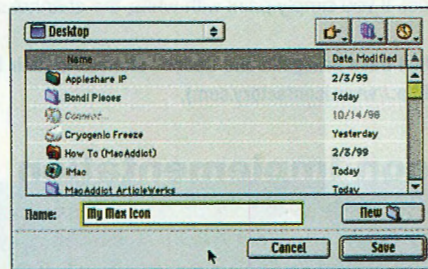 Desktop
Name Date Modified
Appleshare IP 2/3/99
Bondi Pieces Today
Connect... 10/14/98
Cryogenic Freeze Yesterday
How To (MacAddict) 2/3/99
iMac Today
MacAddict ArticleWerks Today
Name: My Max Icon New
Cancel Save